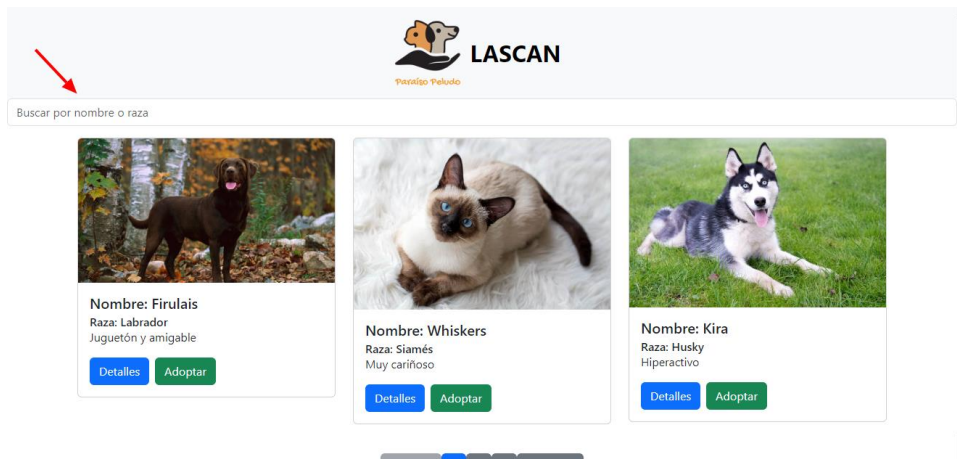 LASCAN
Paraíso Peludo
Buscar por nombre o raza
Nombre: Firulais
Raza: Labrador
Juguetón y amigable
Detalles
Adoptar
Nombre: Whiskers
Raza: Siamés
Muy cariñoso
Detalles
Adoptar
Nombre: Kira
Raza: Husky
Hiperactivo
Detalles
Adoptar